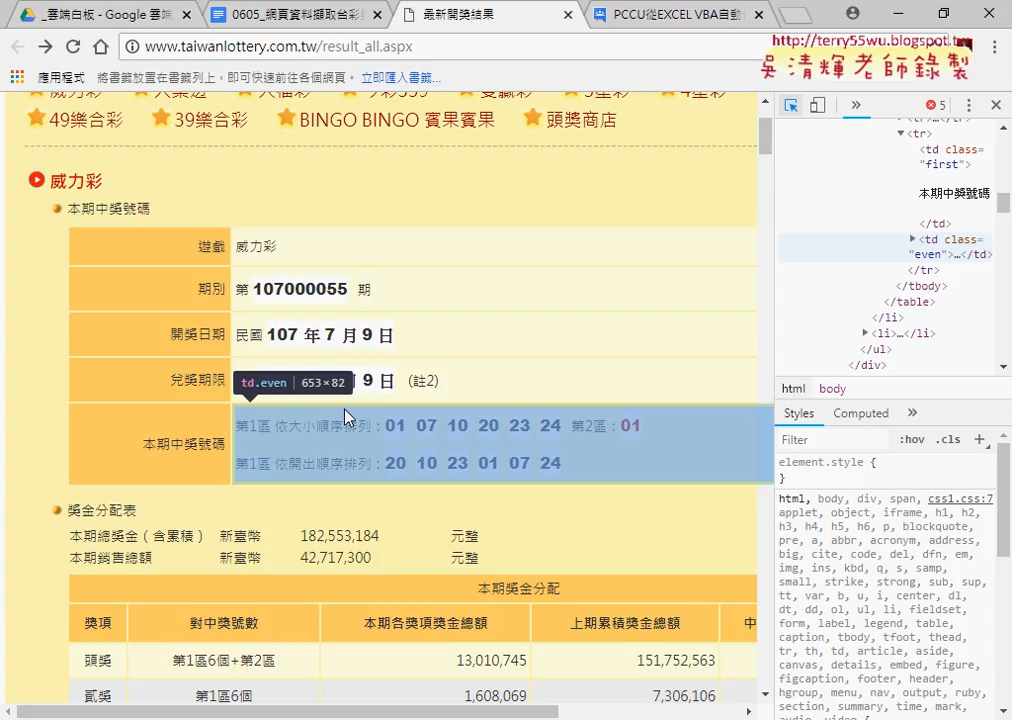 _雲端白板 - Google 雲端
0605_網頁資料擷取台彩
最新開獎結果
PCCU從EXCEL VBA自動
www.taiwanlottery.com.tw/result_all.aspx
http://terry55wu.blogspot.tw
吳清輝老師錄製
應用程式 將書籤放置在書籤列上，即可快速前往各個網頁。 立即匯入書籤...
49樂合彩 39樂合彩 BINGO BINGO 賓果賓果 頭獎商店
威力彩
本期中獎號碼
遊戲 威力彩
期別 第 107000055 期
開獎日期 民國 107 年 7 月 9 日
兌獎期限 9 日 (註2)
td.even | 653×82
本期中獎號碼
第1區 依大小順序排列：01 07 10 20 23 24 第2區：01
第1區 依開出順序排列：20 10 23 01 07 24
獎金分配表
本期總獎金（含累積） 新臺幣 182,553,184 元整
本期銷售總額 新臺幣 42,717,300 元整
本期獎金分配
獎項 對中獎號數 本期各獎項獎金總額 上期累積獎金總額 中
頭獎 第1區6個+第2區 13,010,745 151,752,563
貳獎 第1區6個 1,608,069 7,306,106
» 5
▼<tr>
<td class=
"first">
本期中獎號碼
</td>
▶<td class=
"even">…</td>
</tr>
</tbody>
</table>
</li>
▶<li>…</li>
</ul>
</div>
html body
Styles Computed »
Filter :hov .cls +
element.style {
}
html, body, div, span, css1.css:7
applet, object, iframe, h1, h2,
h3, h4, h5, h6, p, blockquote,
pre, a, abbr, acronym, address,
big, cite, code, del, dfn, em,
img, ins, kbd, q, s, samp,
small, strike, strong, sub, sup,
tt, var, b, u, i, center, dl,
dt, dd, ol, ul, li, fieldset,
form, label, legend, table,
caption, tbody, tfoot, thead,
tr, th, td, article, aside,
canvas, details, embed, figure,
figcaption, footer, header,
hgroup, menu, nav, output, ruby,
section, summary, time, mark,
audio, video {